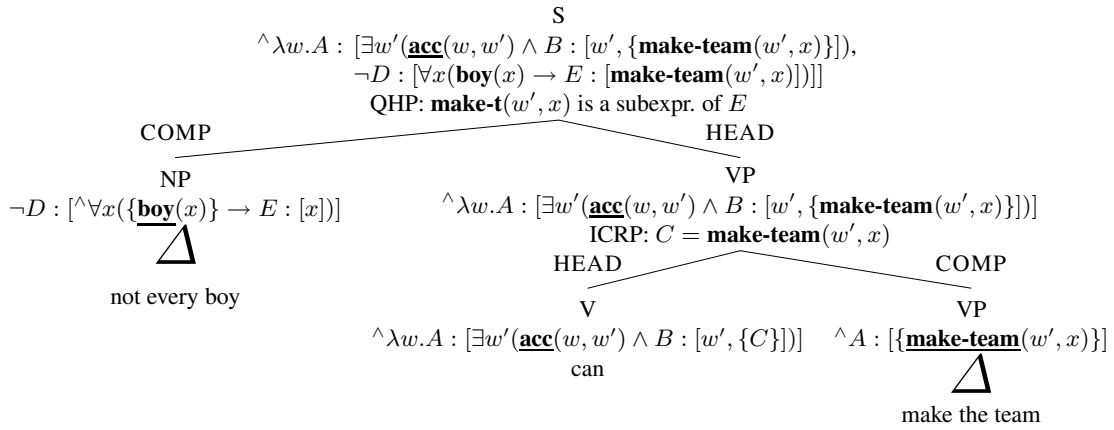 S
^λw.A : [∃w′(acc(w, w′) ∧ B : [w′, {make-team(w′, x)}]),
¬D : [∀x(boy(x) → E : [make-team(w′, x)])]]
QHP: make-t(w′, x) is a subexpr. of E
COMP HEAD
NP VP
¬D : [^∀x({boy(x)} → E : [x])] ^λw.A : [∃w′(acc(w, w′) ∧ B : [w′, {make-team(w′, x)}])]
ICRP: C = make-team(w′, x)
not every boy HEAD COMP
V VP
^λw.A : [∃w′(acc(w, w′) ∧ B : [w′, {C}])] ^A : [{make-team(w′, x)}]
can
make the team